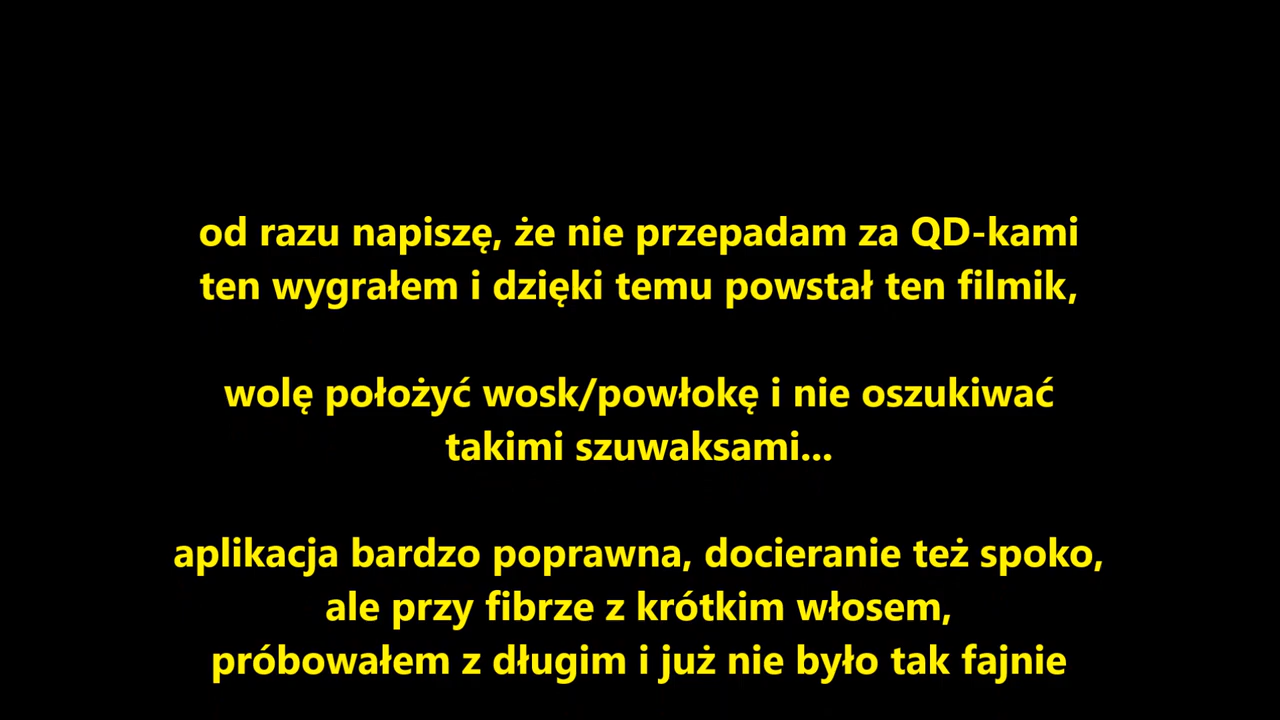 od razu napiszę, że nie przepadam za QD-kami
ten wygrałem i dzięki temu powstał ten filmik,
wolę położyć wosk/powłokę i nie oszukiwać
takimi szuwaksami...
aplikacja bardzo poprawna, docieranie też spoko,
ale przy fibrze z krótkim włosem,
próbowałem z długim i już nie było tak fajnie